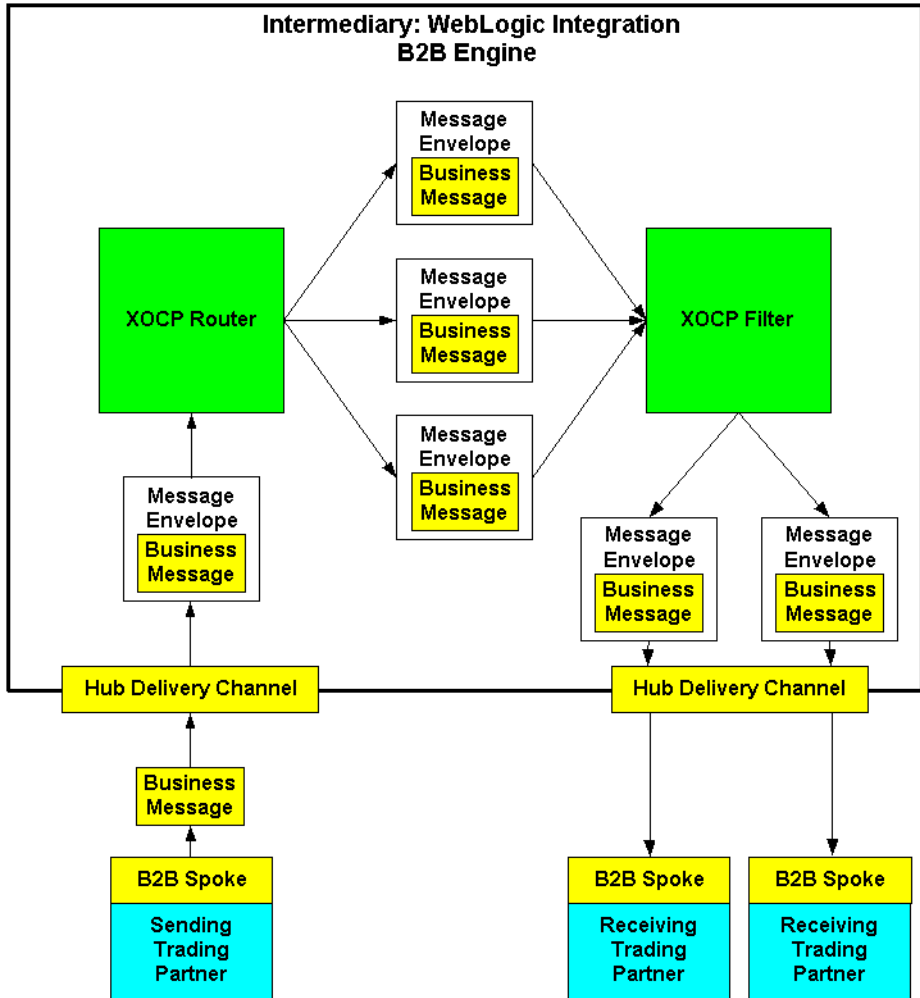 Intermediary: WebLogic Integration
B2B Engine
Message
Envelope
Business
Message
XOCP Router
Message
Envelope
Business
Message
XOCP Filter
Message
Envelope
Business
Message
Message
Envelope
Business
Message
Message
Envelope
Business
Message
Message
Envelope
Business
Message
Hub Delivery Channel
Hub Delivery Channel
Business
Message
B2B Spoke
Sending
Trading
Partner
B2B Spoke
Receiving
Trading
Partner
B2B Spoke
Receiving
Trading
Partner